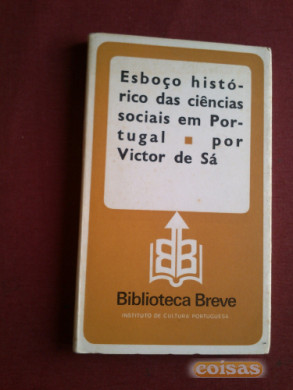 Esboço histó-
rico das ciências
sociais em Por-
tugal ▪ por
Victor de Sá
Biblioteca Breve
INSTITUTO DE CULTURA PORTUGUESA
coisas